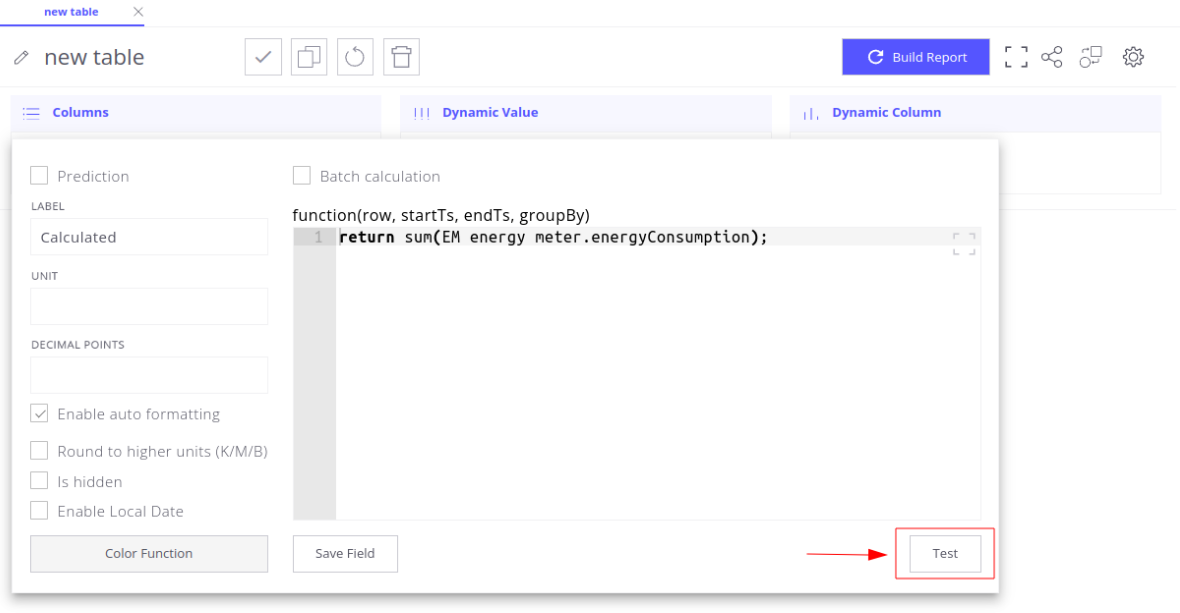 new table
new table
Build Report
Columns
Dynamic Value
Dynamic Column
Prediction
Batch calculation
LABEL
Calculated
function(row, startTs, endTs, groupBy)
1 return sum(EM energy meter.energyConsumption);
UNIT
DECIMAL POINTS
Enable auto formatting
Round to higher units (K/M/B)
Is hidden
Enable Local Date
Color Function
Save Field
Test